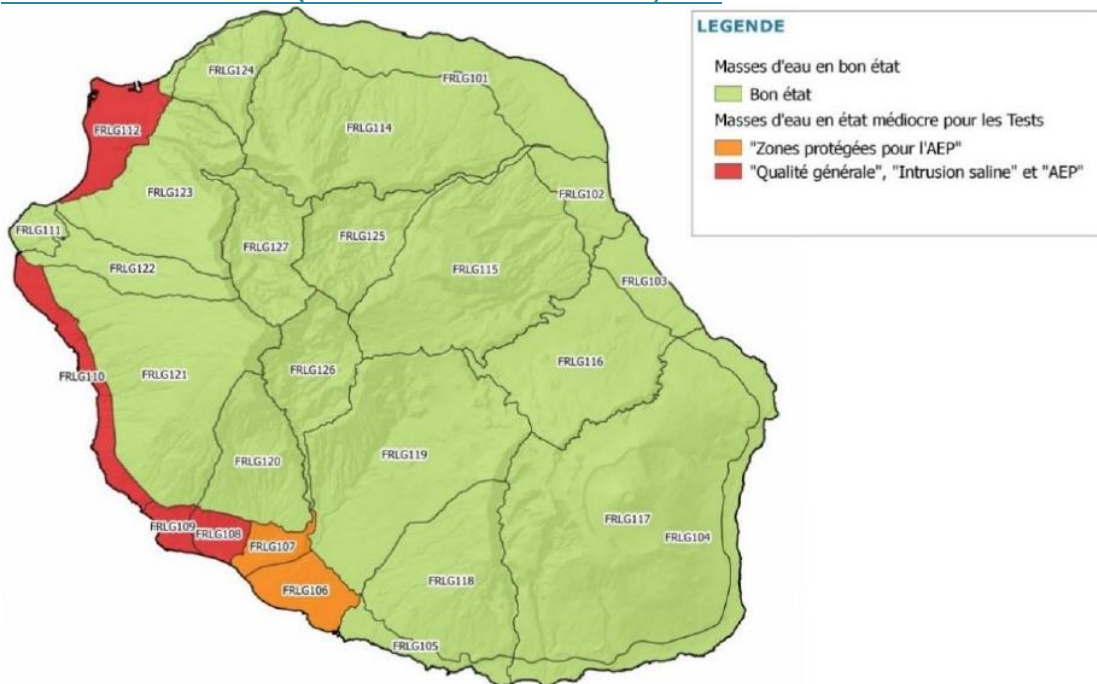 LEGENDE
Masses d'eau en bon état
Bon état
Masses d'eau en état médiocre pour les Tests
"Zones protégées pour l'AEP"
"Qualité générale", "Intrusion saline" et "AEP"
FRLG124
FRLG101
FRLG112
FRLG114
FRLG123
FRLG102
FRLG111
FRLG127
FRLG125
FRLG122
FRLG115
FRLG103
FRLG116
FRLG126
FRLG110
FRLG121
FRLG119
FRLG120
FRLG117
FRLG109
FRLG108
FRLG104
FRLG107
FRLG118
FRLG106
FRLG105